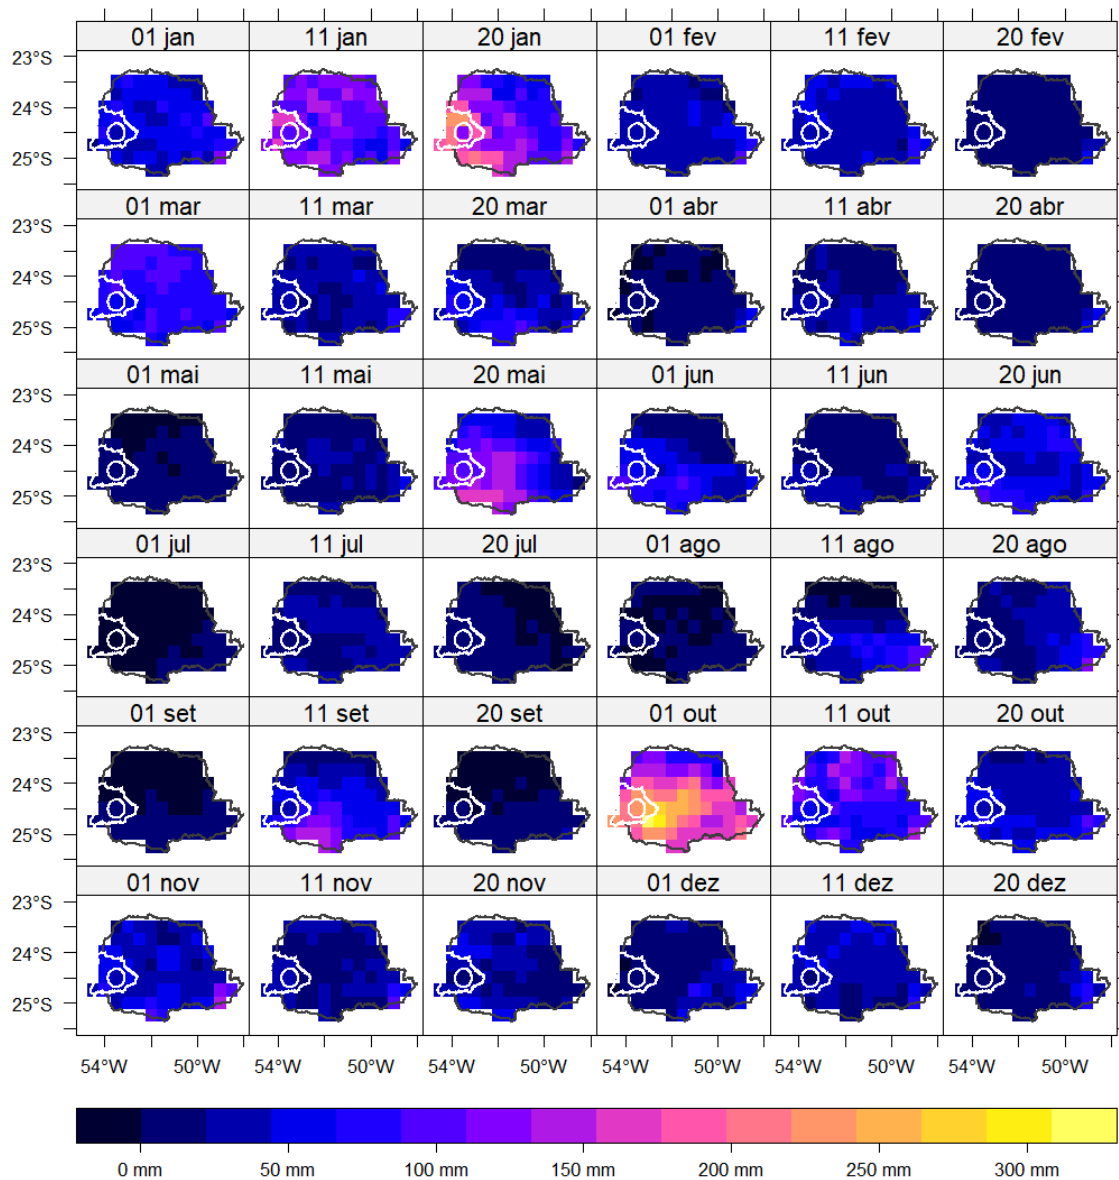 01 jan 11 jan 20 jan 01 fev 11 fev 20 fev
23°S
24°S
25°S
01 mar 11 mar 20 mar 01 abr 11 abr 20 abr
23°S
24°S
25°S
01 mai 11 mai 20 mai 01 jun 11 jun 20 jun
23°S
24°S
25°S
01 jul 11 jul 20 jul 01 ago 11 ago 20 ago
23°S
24°S
25°S
01 set 11 set 20 set 01 out 11 out 20 out
23°S
24°S
25°S
01 nov 11 nov 20 nov 01 dez 11 dez 20 dez
23°S
24°S
25°S
54°W 50°W 54°W 50°W 54°W 50°W 54°W 50°W 54°W 50°W 54°W 50°W
0 mm 50 mm 100 mm 150 mm 200 mm 250 mm 300 mm